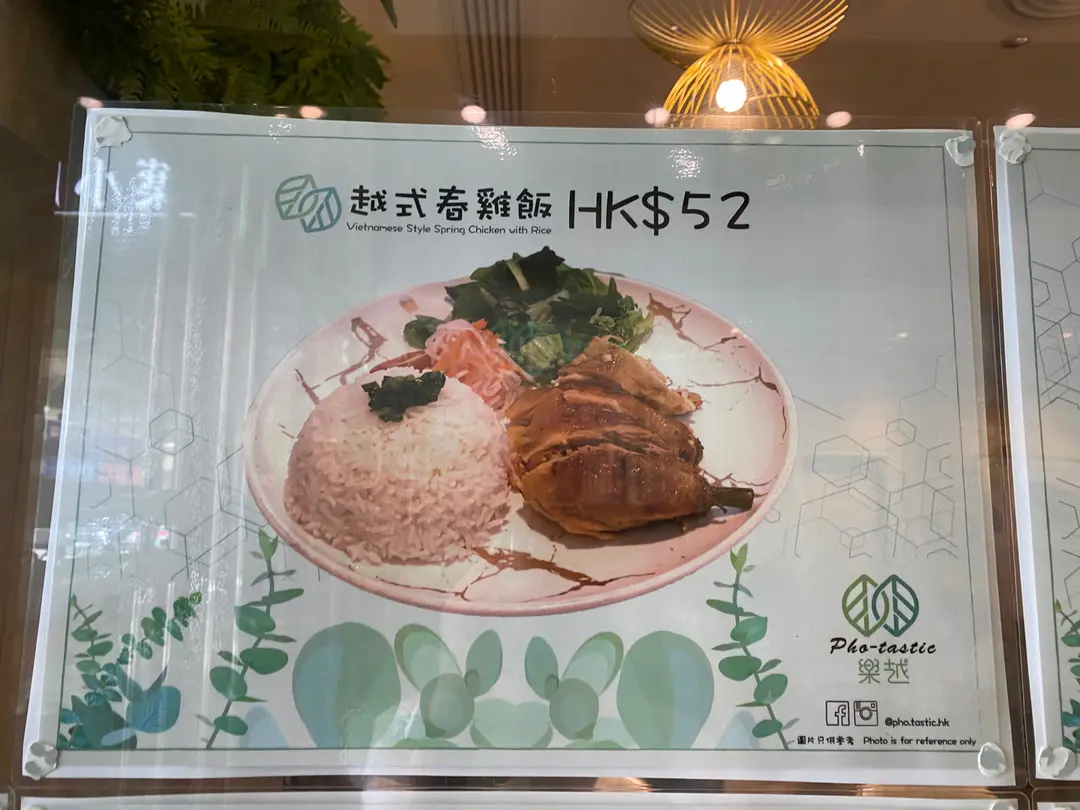 越式春雞飯 HK$52
Vietnamese Style Spring Chicken with Rice
Pho-tastic
樂越
@pho.tastic.hk
圖片只供參考 Photo is for reference only